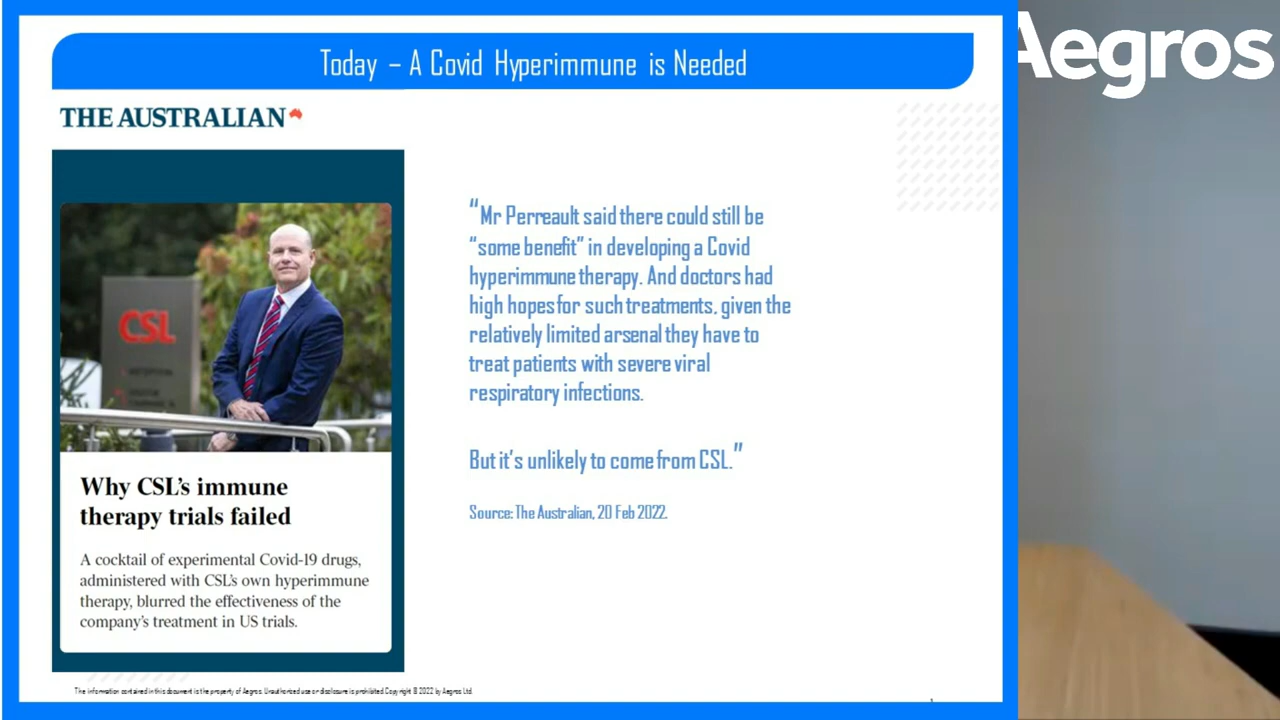 Today – A Covid Hyperimmune is Needed
Aegros
THE AUSTRALIAN
CSL
Why CSL's immune
therapy trials failed
A cocktail of experimental Covid-19 drugs,
administered with CSL's own hyperimmune
therapy, blurred the effectiveness of the
company's treatment in US trials.
“Mr Perreault said there could still be
“some benefit” in developing a Covid
hyperimmune therapy. And doctors had
high hopes for such treatments, given the
relatively limited arsenal they have to
treat patients with severe viral
respiratory infections.
But it's unlikely to come from CSL.”
Source: The Australian, 20 Feb 2022.
The information contained in this document is the property of Aegros. Unauthorised use or disclosure is prohibited. Copyright © 2022 by Aegros Ltd.